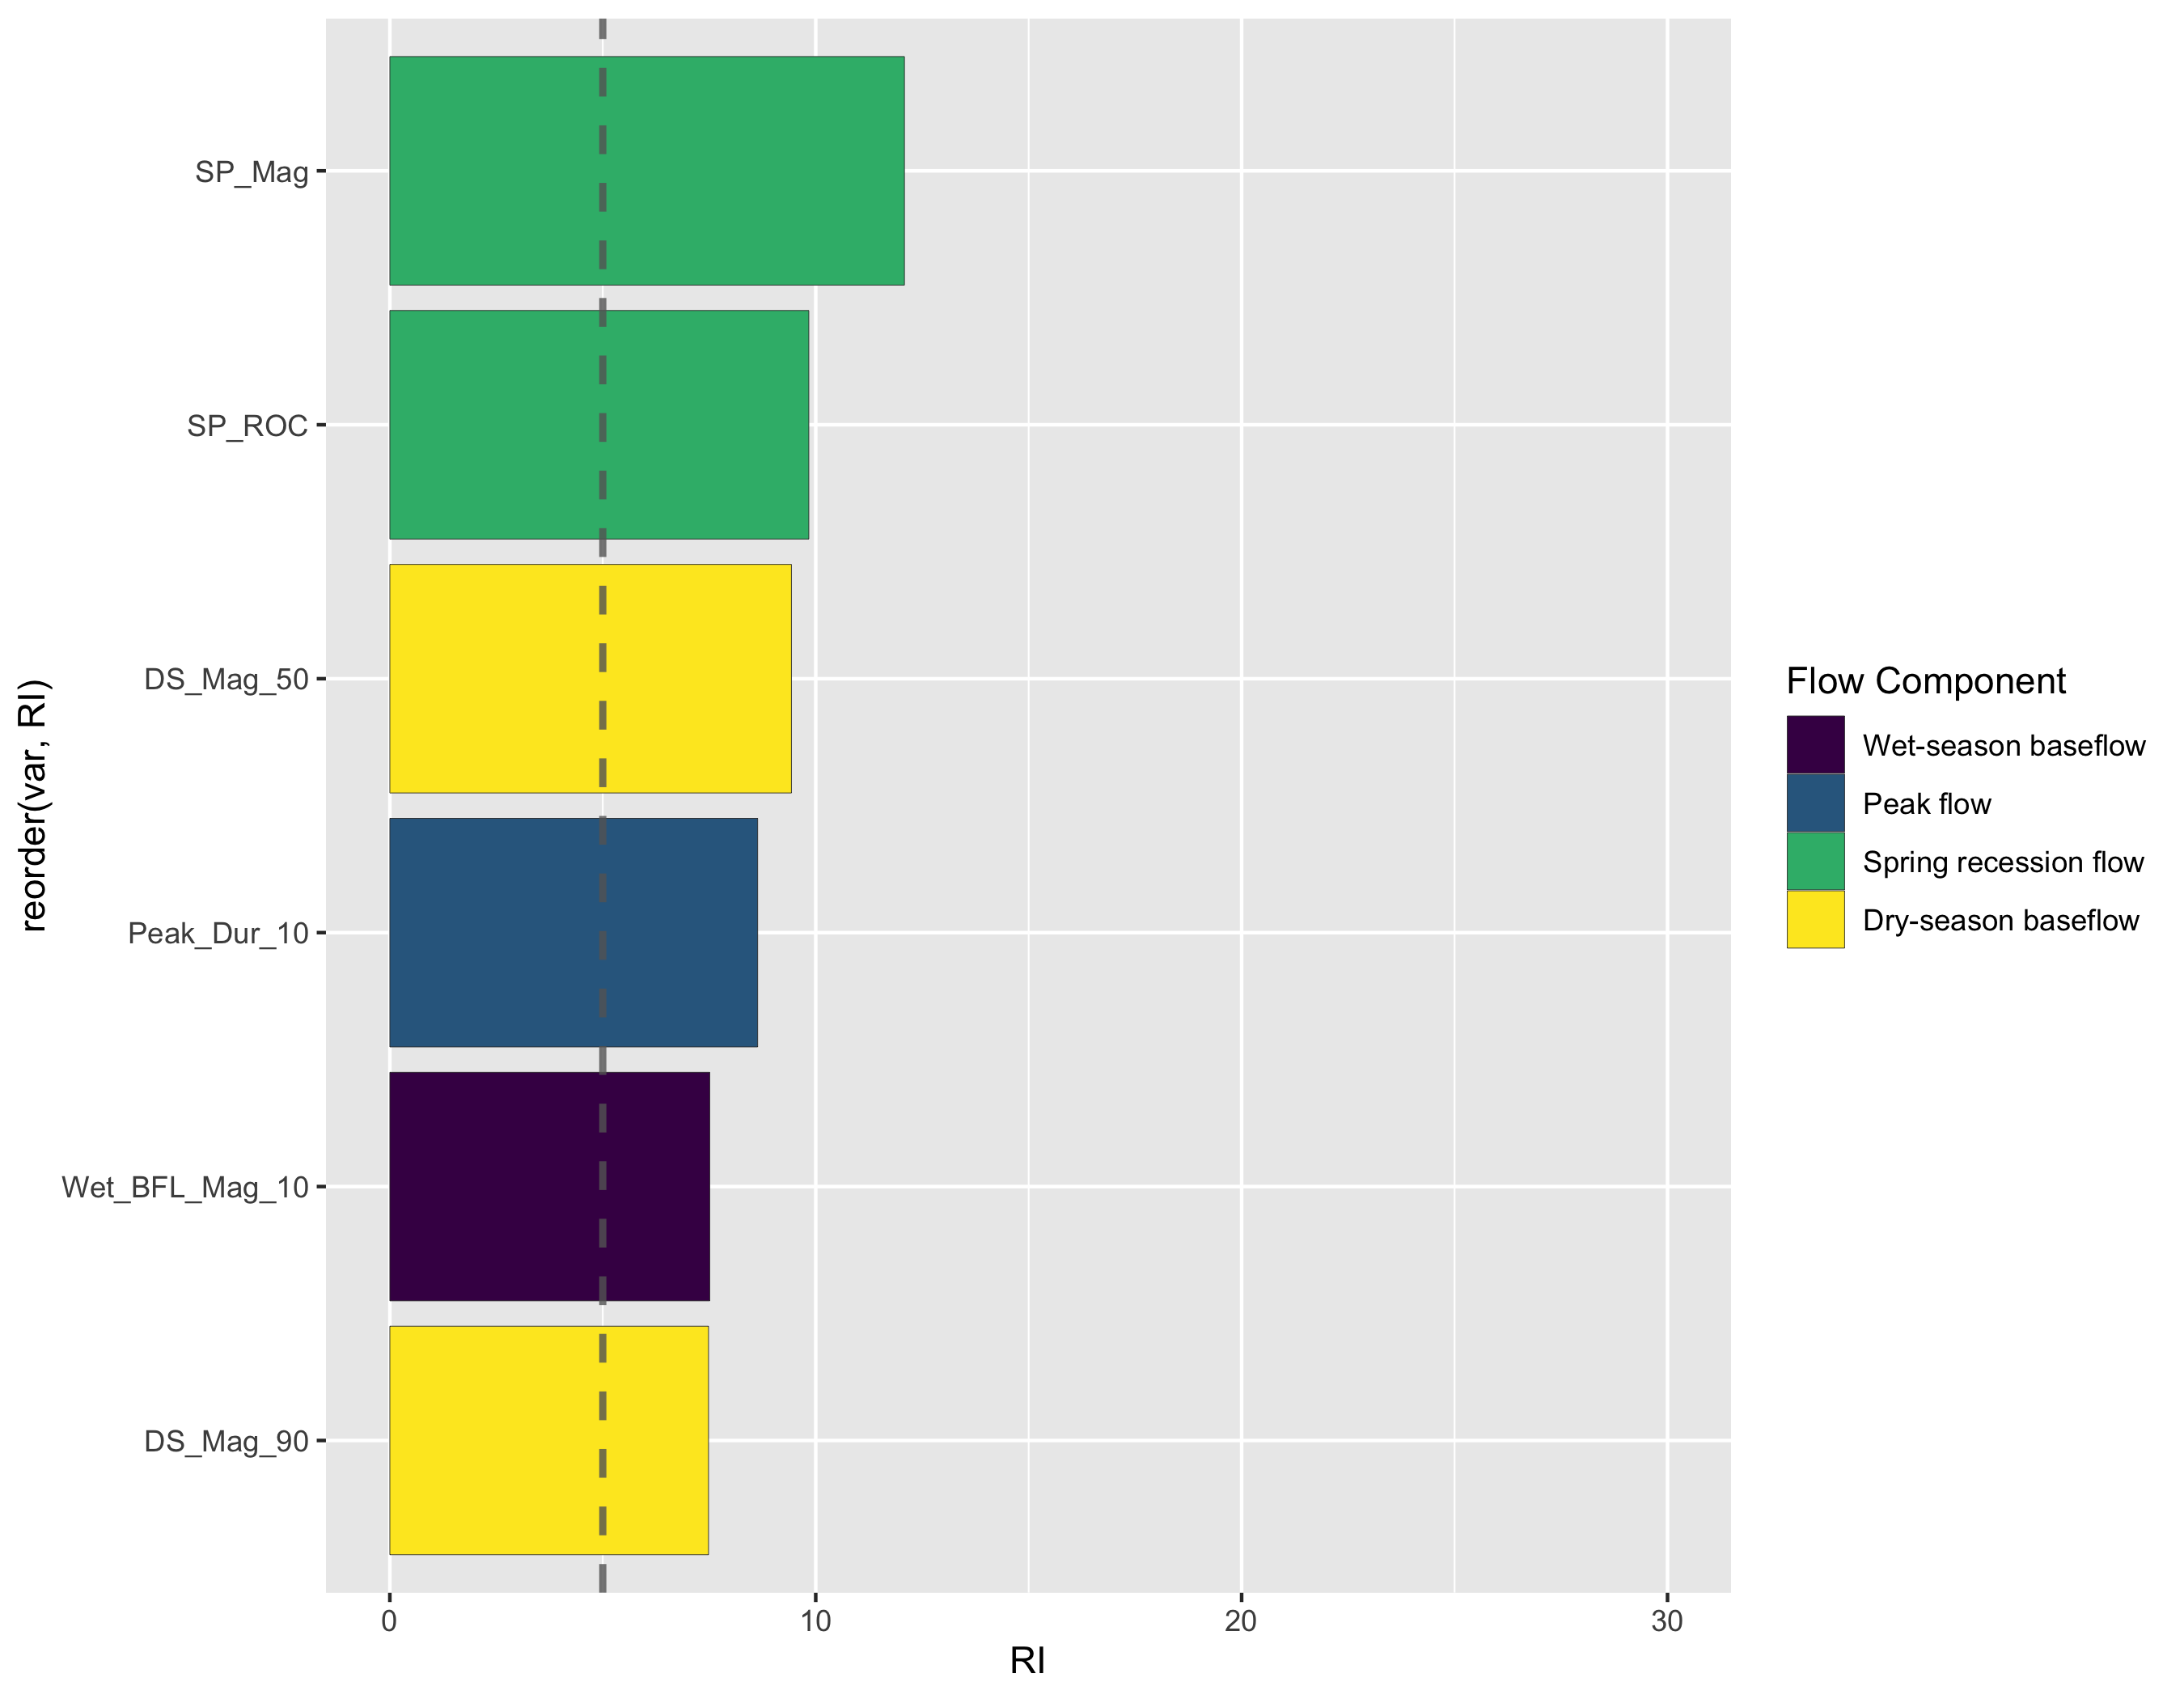 reorder(var, RI)
SP_Mag
SP_ROC
DS_Mag_50
Peak_Dur_10
Wet_BFL_Mag_10
DS_Mag_90
0 10 20 30
RI
Flow Component
Wet-season baseflow
Peak flow
Spring recession flow
Dry-season baseflow